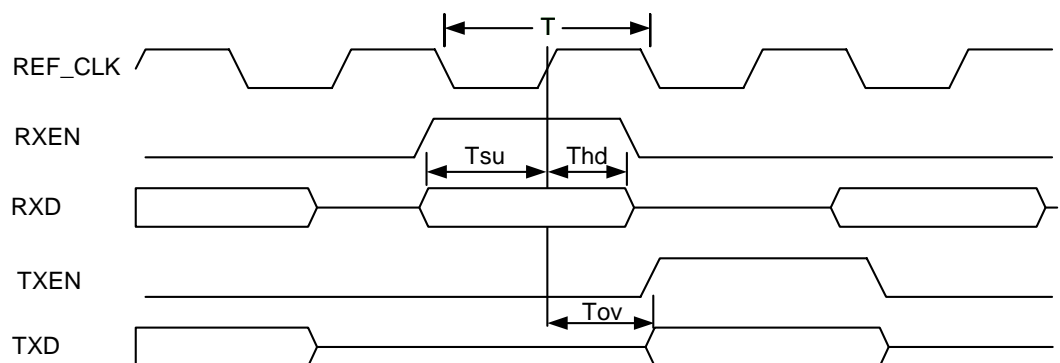 T
REF_CLK
RXEN
Tsu Thd
RXD
TXEN
Tov
TXD